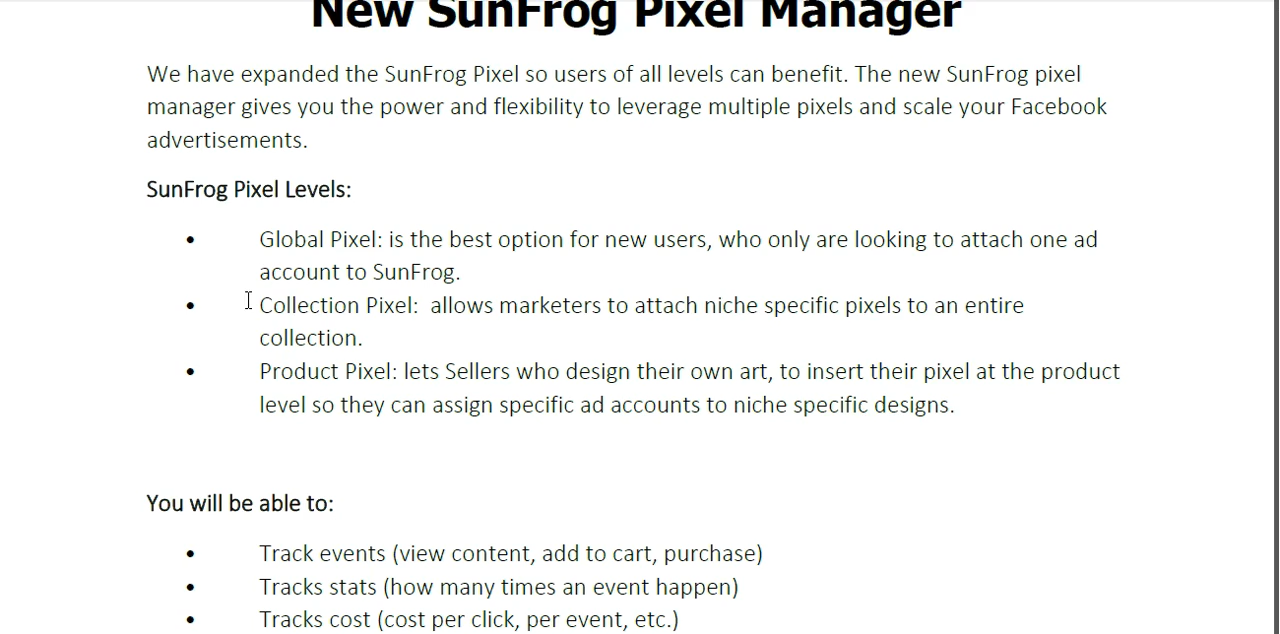 New SunFrog Pixel Manager
We have expanded the SunFrog Pixel so users of all levels can benefit. The new SunFrog pixel
manager gives you the power and flexibility to leverage multiple pixels and scale your Facebook
advertisements.
SunFrog Pixel Levels:
• Global Pixel: is the best option for new users, who only are looking to attach one ad
account to SunFrog.
• Collection Pixel:  allows marketers to attach niche specific pixels to an entire
collection.
• Product Pixel: lets Sellers who design their own art, to insert their pixel at the product
level so they can assign specific ad accounts to niche specific designs.
You will be able to:
• Track events (view content, add to cart, purchase)
• Tracks stats (how many times an event happen)
• Tracks cost (cost per click, per event, etc.)